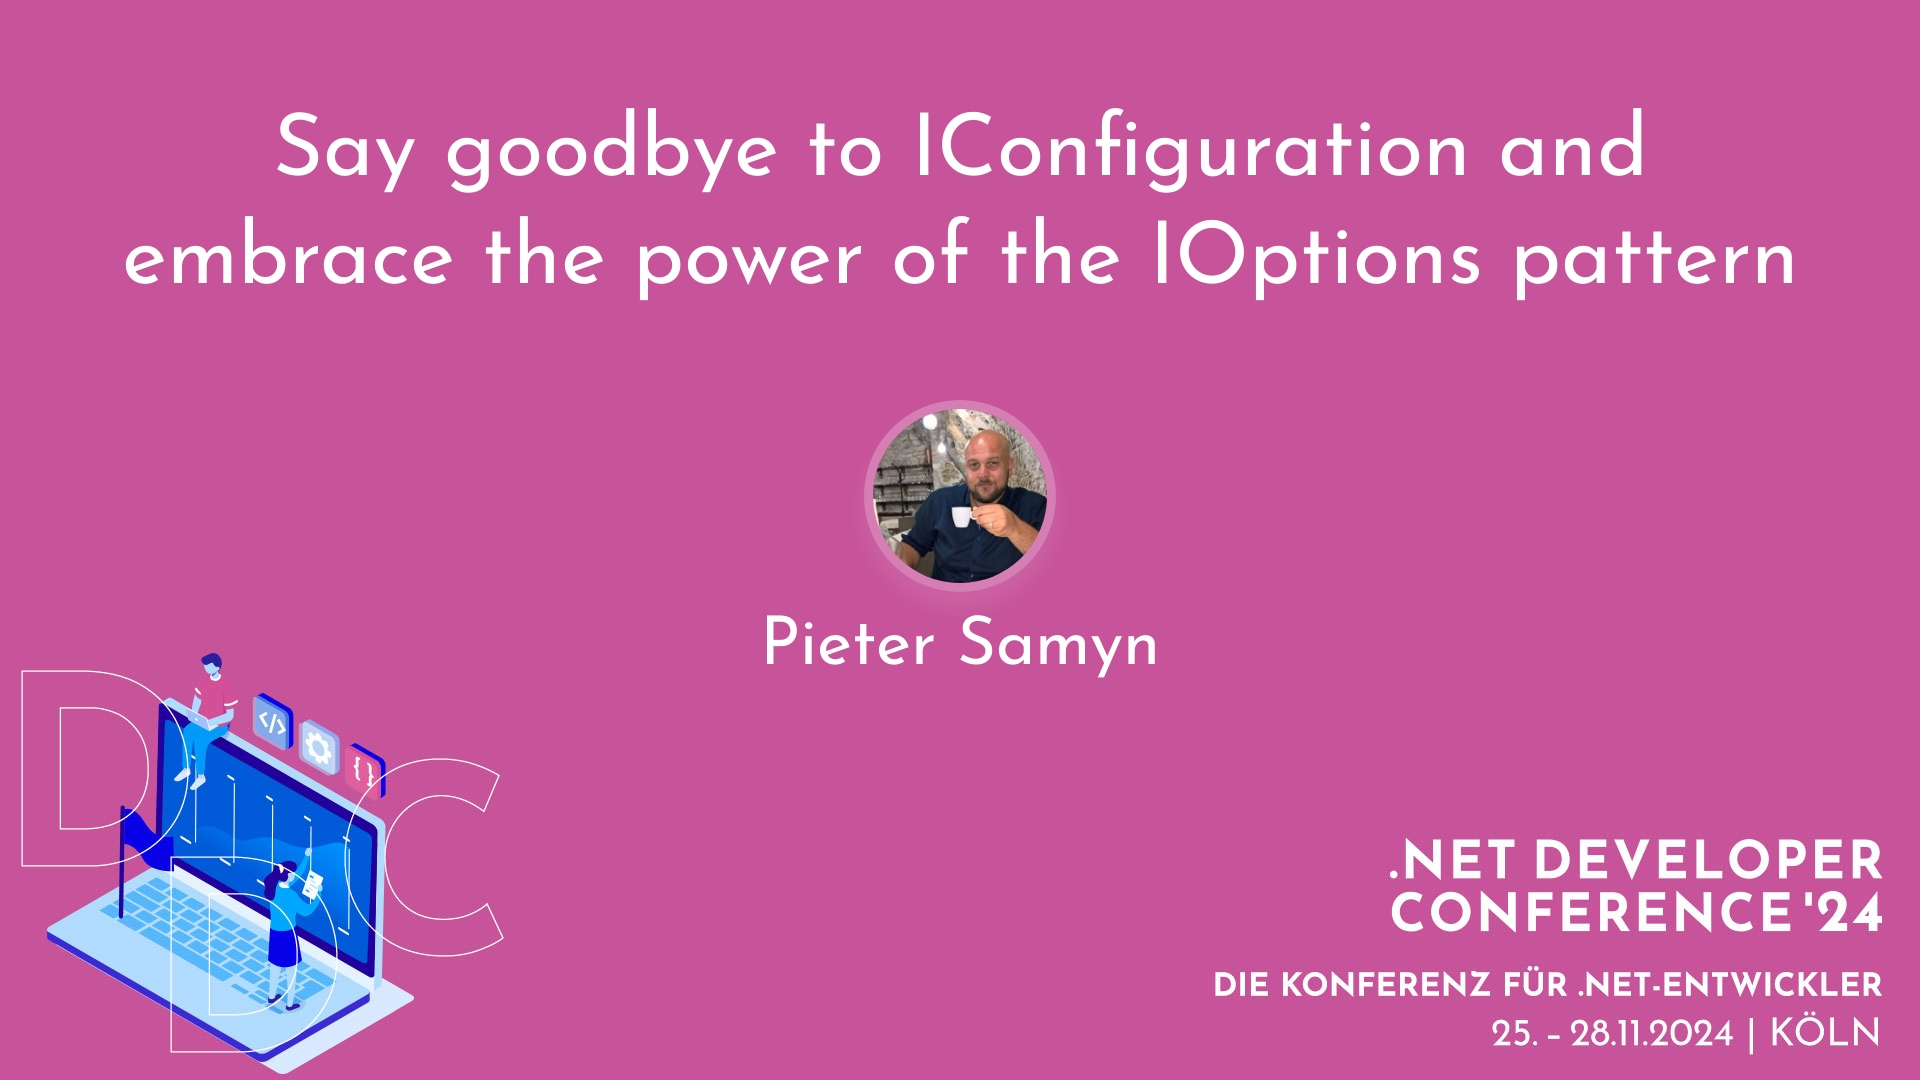 Say goodbye to IConfiguration and
embrace the power of the IOptions pattern
Pieter Samyn
D
</>
{}
C
D
.NET DEVELOPER
CONFERENCE '24
DIE KONFERENZ FÜR .NET-ENTWICKLER
25. – 28.11.2024 | KÖLN